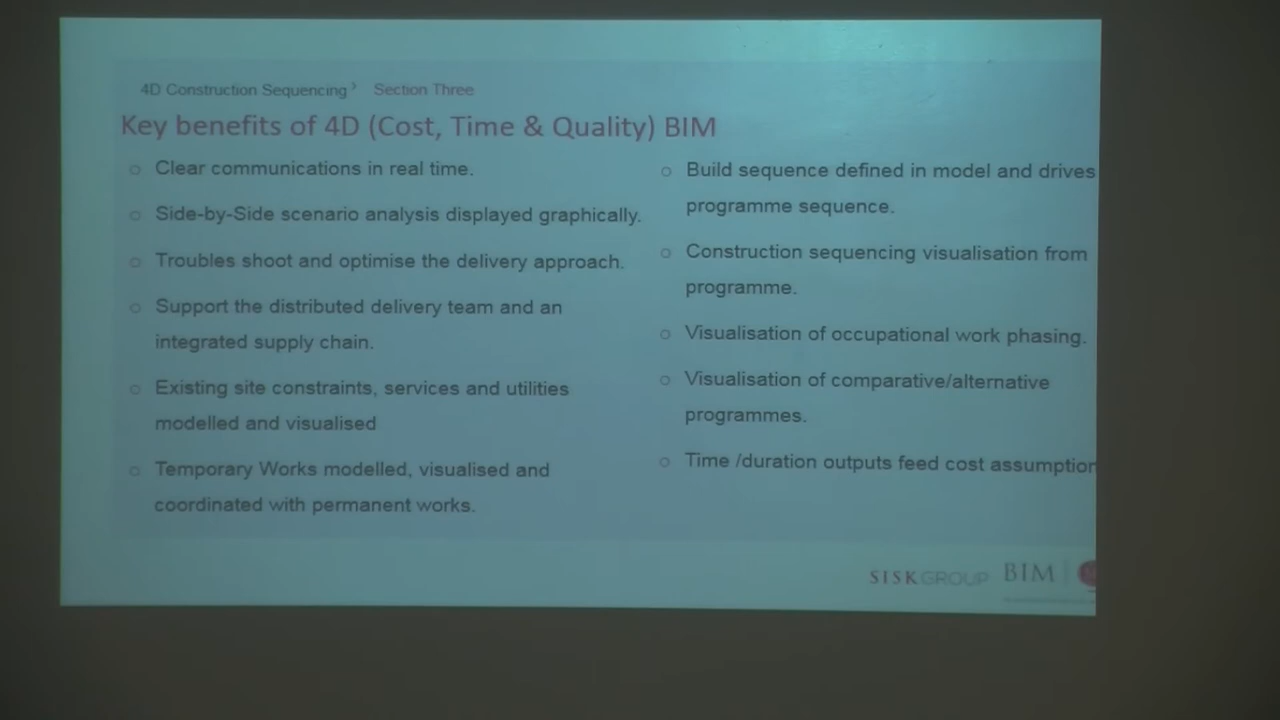 4D Construction Sequencing³ Section Three
Key benefits of 4D (Cost, Time & Quality) BIM
Clear communications in real time.
Side-by-Side scenario analysis displayed graphically.
Troubles shoot and optimise the delivery approach.
Support the distributed delivery team and an
integrated supply chain.
Existing site constraints, services and utilities
modelled and visualised
Temporary Works modelled, visualised and
coordinated with permanent works.
Build sequence defined in model and drives
programme sequence.
Construction sequencing visualisation from
programme.
Visualisation of occupational work phasing.
Visualisation of comparative/alternative
programmes.
Time /duration outputs feed cost assumption
SISKGROUP BIM